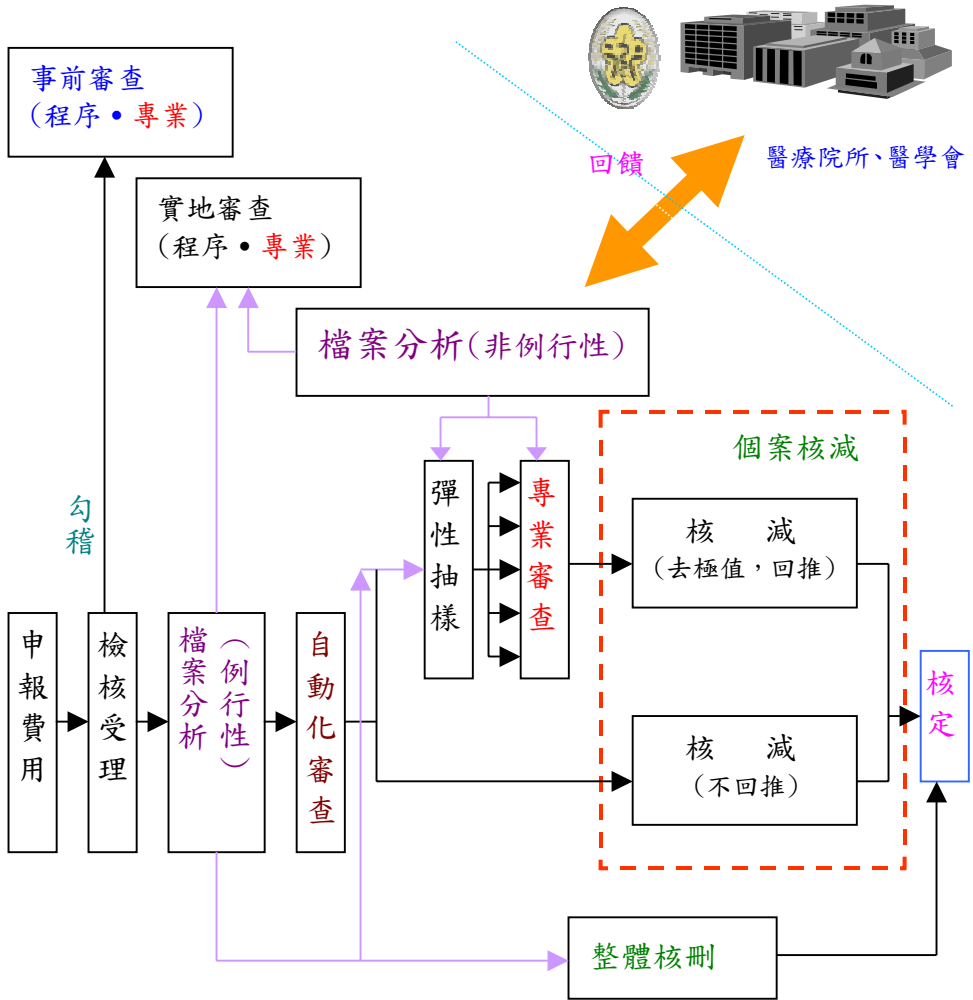 事前審查
(程序•專業)
回饋
醫療院所、醫學會
實地審查
(程序•專業)
檔案分析(非例行性)
個案核減
勾稽
彈性抽樣
專業審查
核 減
(去極值,回推)
申報費用
檢核受理
檔案分析
(例行性)
自動化審查
核 減
(不回推)
核定
整體核刪